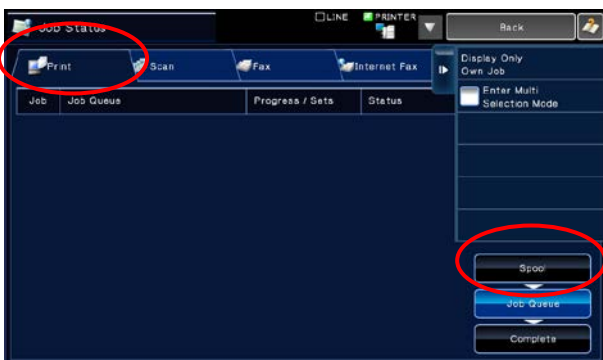 Job Status
LINE
PRINTER
Back
Print
Scan
Fax
Internet Fax
Display Only
Own Job
Job
Job Queue
Progress / Sets
Status
Enter Multi
Selection Mode
Spool
Job Queue
Complete